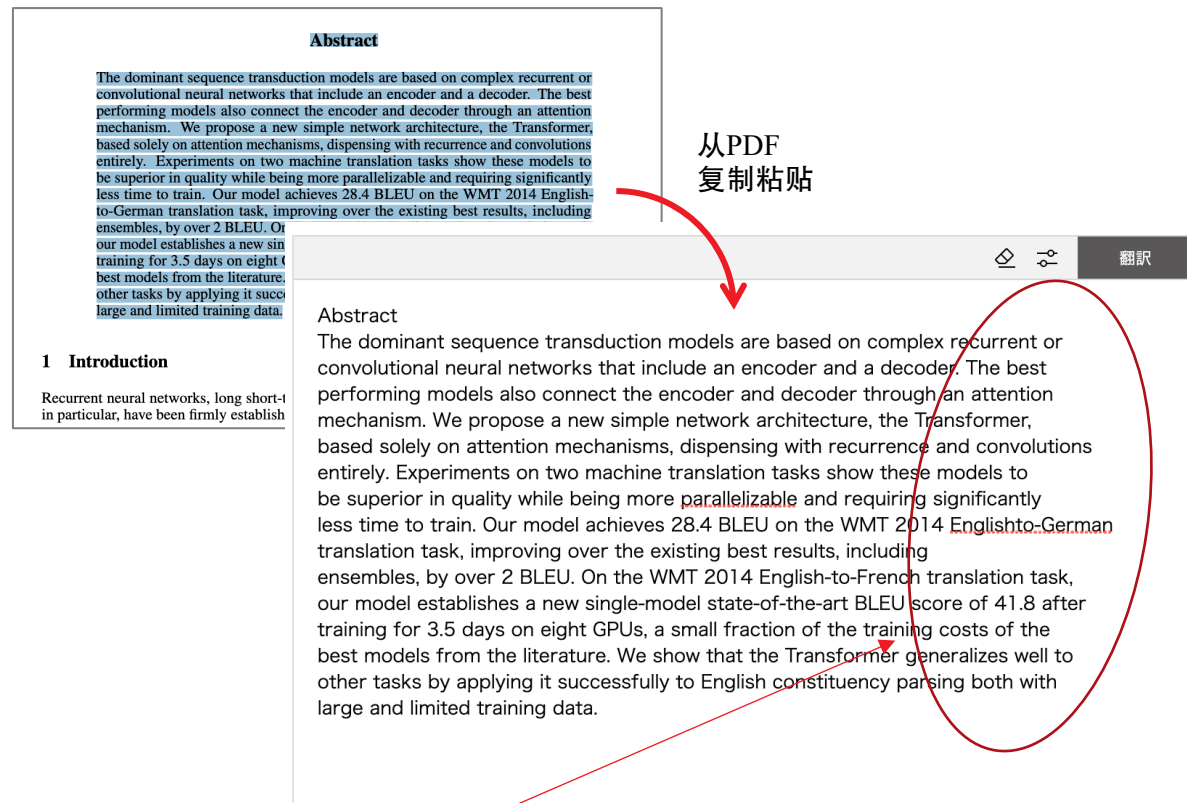 Abstract
The dominant sequence transduction models are based on complex recurrent or
convolutional neural networks that include an encoder and a decoder. The best
performing models also connect the encoder and decoder through an attention
mechanism. We propose a new simple network architecture, the Transformer,
based solely on attention mechanisms, dispensing with recurrence and convolutions
entirely. Experiments on two machine translation tasks show these models to
be superior in quality while being more parallelizable and requiring significantly
less time to train. Our model achieves 28.4 BLEU on the WMT 2014 English-
to-German translation task, improving over the existing best results, including
ensembles, by over 2 BLEU.
our model establishes a new
training for 3.5 days on eight
best models from the literature.
other tasks by applying it
large and limited training data.
1 Introduction
Recurrent neural networks, long
in particular, have been firmly
从PDF
复制粘贴
翻訳
Abstract
The dominant sequence transduction models are based on complex recurrent or
convolutional neural networks that include an encoder and a decoder. The best
performing models also connect the encoder and decoder through an attention
mechanism. We propose a new simple network architecture, the Transformer,
based solely on attention mechanisms, dispensing with recurrence and convolutions
entirely. Experiments on two machine translation tasks show these models to
be superior in quality while being more parallelizable and requiring significantly
less time to train. Our model achieves 28.4 BLEU on the WMT 2014 Englishto-German
translation task, improving over the existing best results, including
ensembles, by over 2 BLEU. On the WMT 2014 English-to-French translation task,
our model establishes a new single-model state-of-the-art BLEU score of 41.8 after
training for 3.5 days on eight GPUs, a small fraction of the training costs of the
best models from the literature. We show that the Transformer generalizes well to
other tasks by applying it successfully to English constituency parsing both with
large and limited training data.